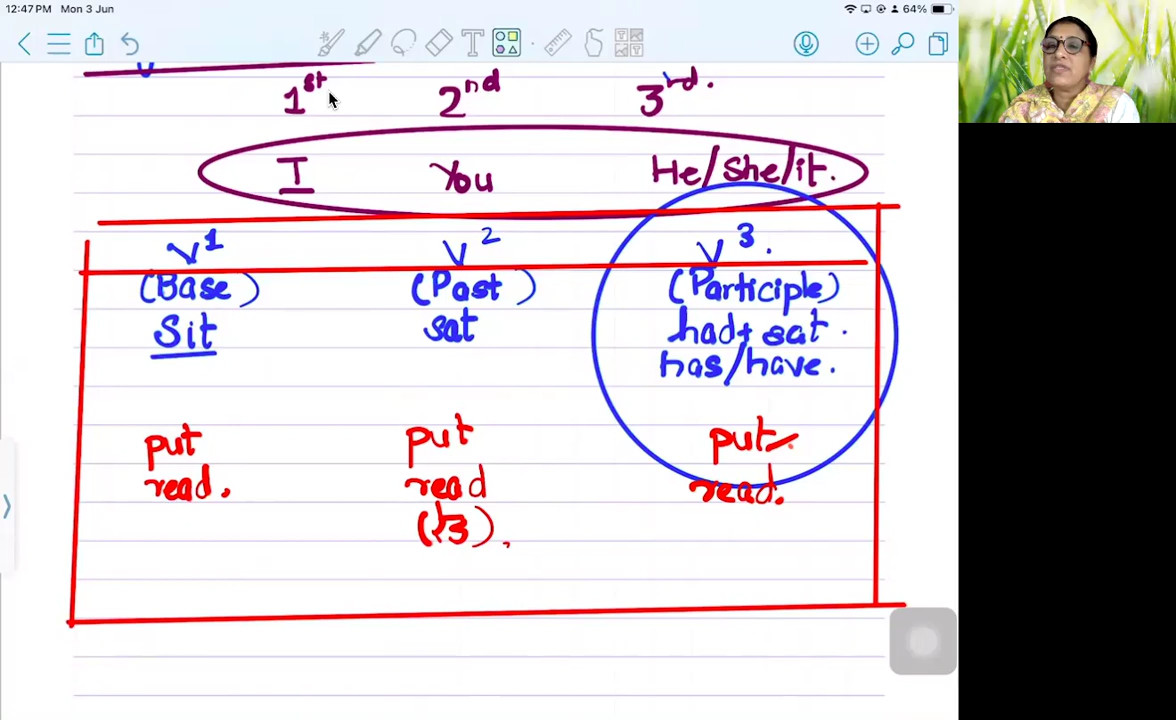 12:47 PM Mon 3 Jun 64%
1st 2nd 3rd.
I You He/She/it.
V1 V2 V3.
(Base) (Past) (Participle)
Sit sat had+ sat.
has/have.
put put put
read. read read.